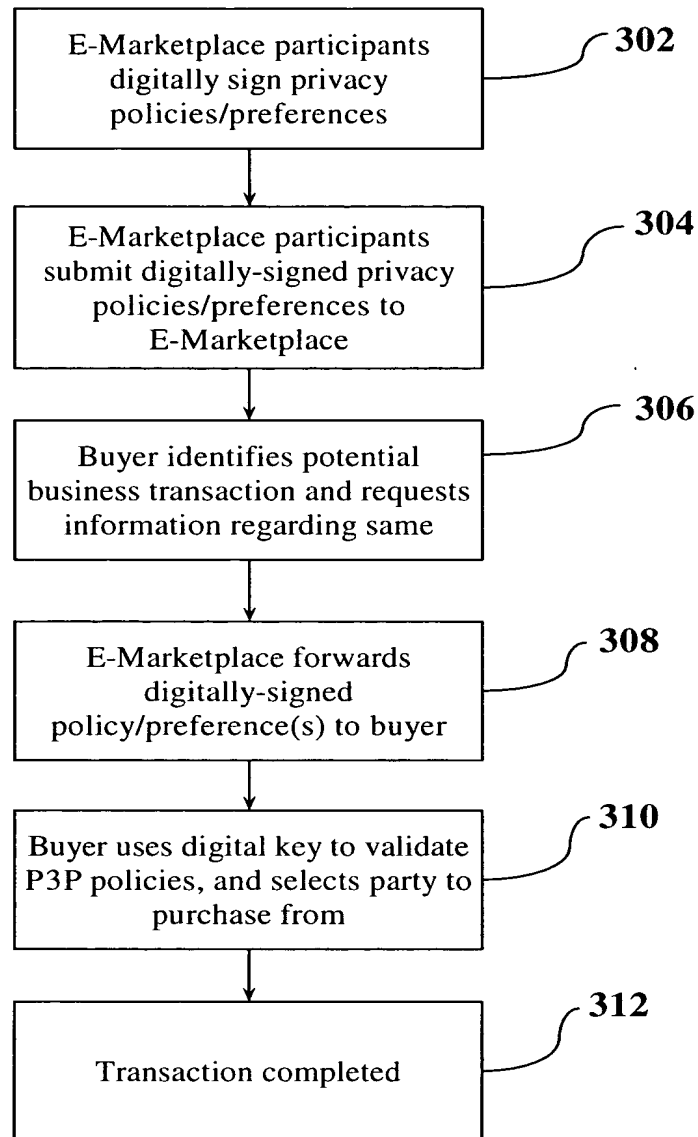 E-Marketplace participants
digitally sign privacy
policies/preferences
302
E-Marketplace participants
submit digitally-signed privacy
policies/preferences to
E-Marketplace
304
Buyer identifies potential
business transaction and requests
information regarding same
306
E-Marketplace forwards
digitally-signed
policy/preference(s) to buyer
308
Buyer uses digital key to validate
P3P policies, and selects party to
purchase from
310
Transaction completed
312